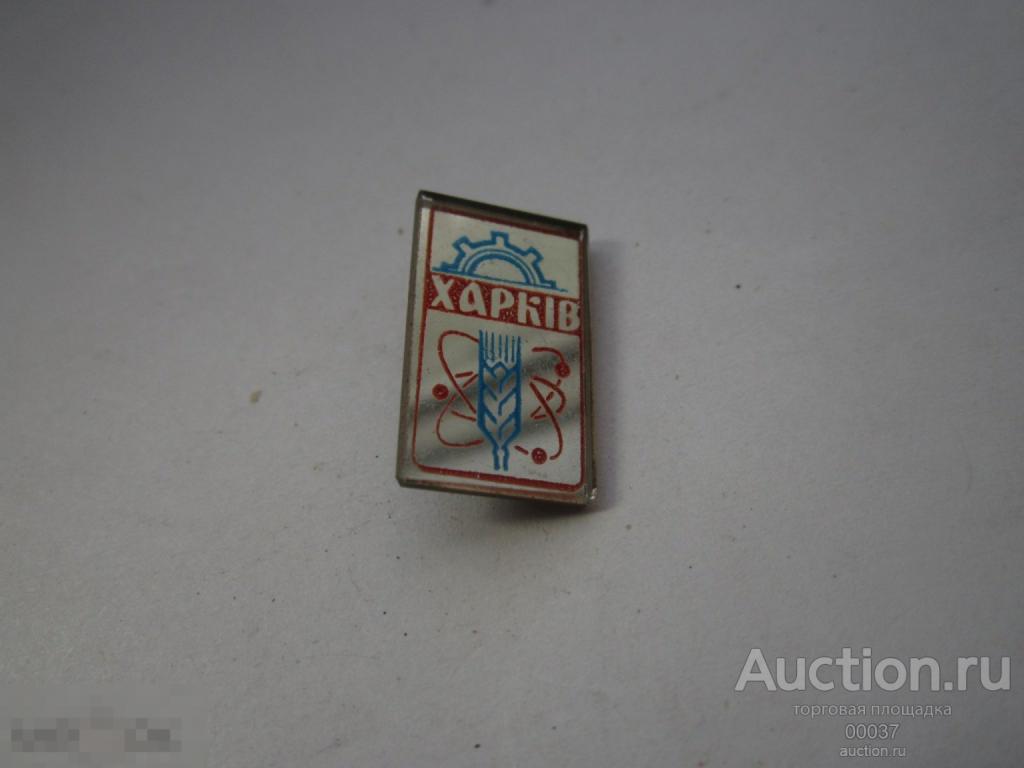 ХАРКІВ
Auction.ru
торговая площадка
00037
auction.ru